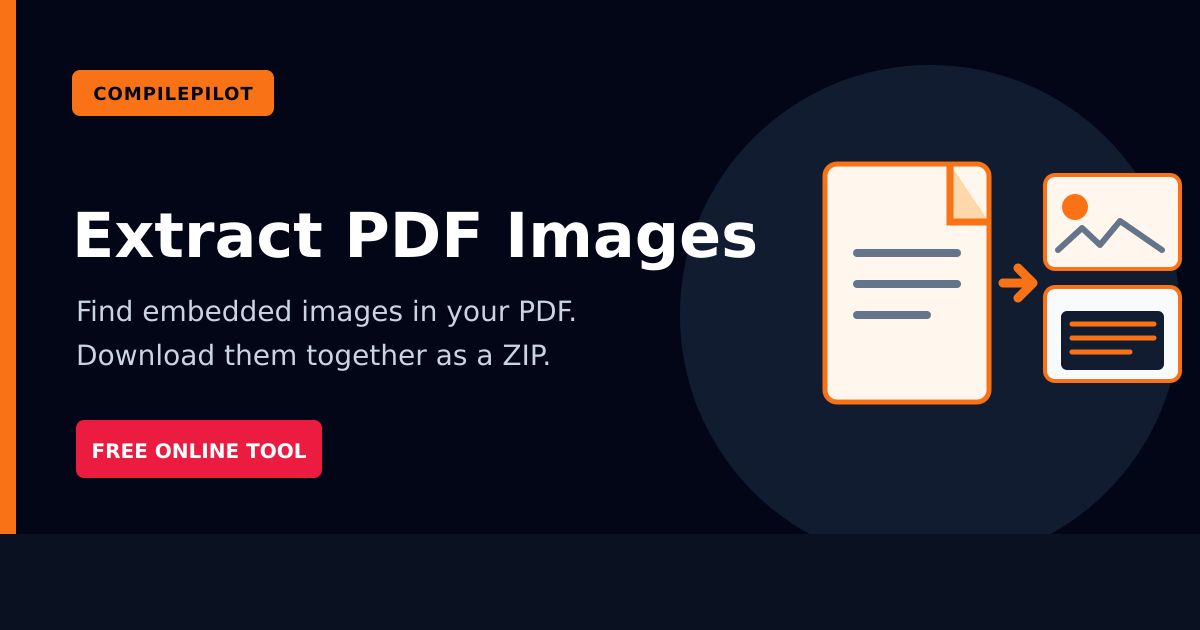 COMPILEPILOT
Extract PDF Images
Find embedded images in your PDF.
Download them together as a ZIP.
FREE ONLINE TOOL